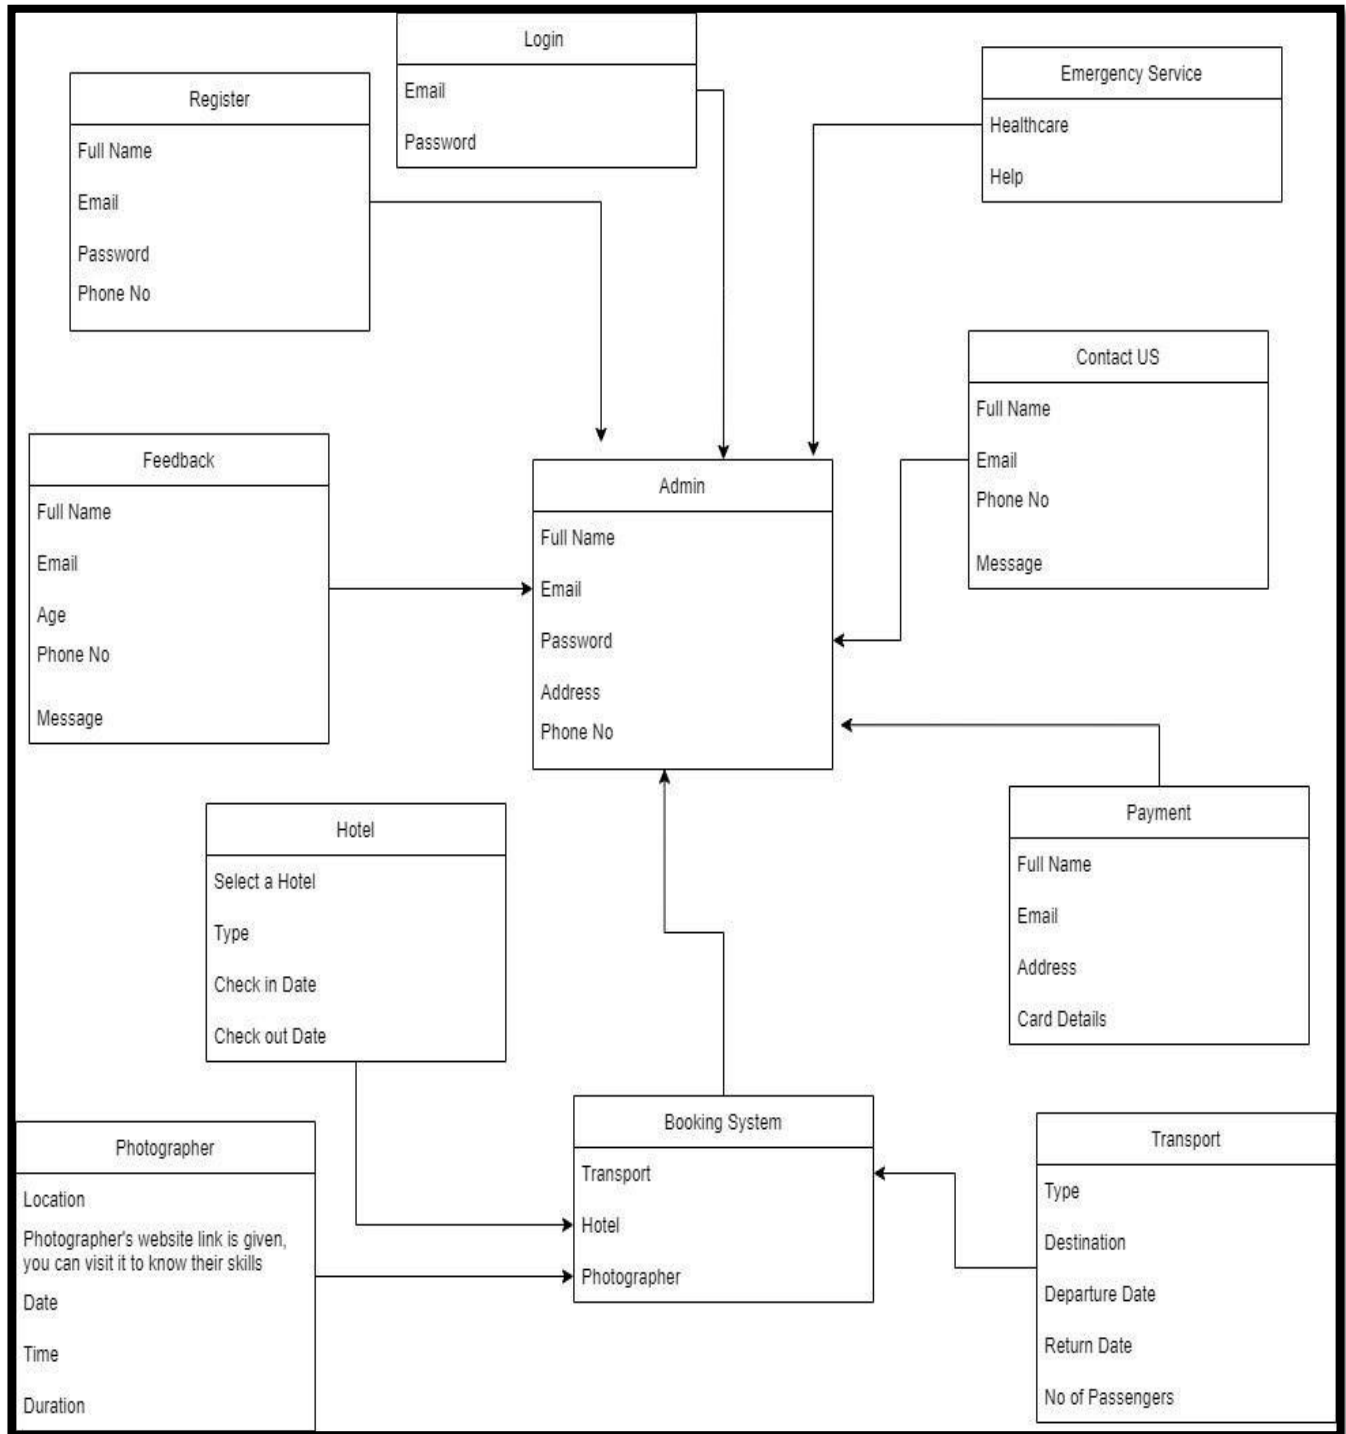 Login
Email
Password
Register
Full Name
Email
Password
Phone No
Emergency Service
Healthcare
Help
Contact US
Full Name
Email
Phone No
Message
Feedback
Full Name
Email
Age
Phone No
Message
Admin
Full Name
Email
Password
Address
Phone No
Hotel
Select a Hotel
Type
Check in Date
Check out Date
Payment
Full Name
Email
Address
Card Details
Photographer
Location
Photographer's website link is given,
you can visit it to know their skills
Date
Time
Duration
Booking System
Transport
Hotel
Photographer
Transport
Type
Destination
Departure Date
Return Date
No of Passengers